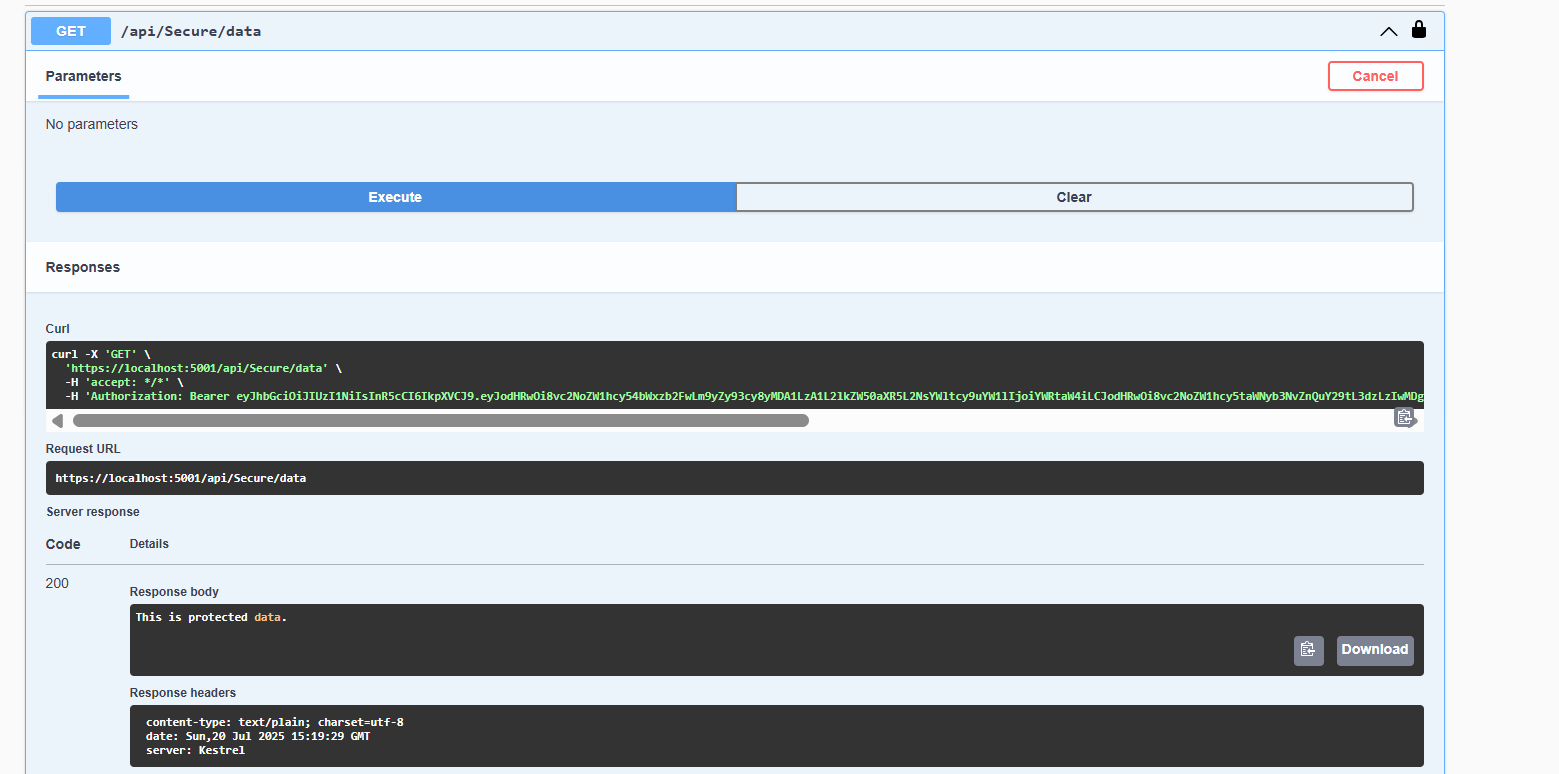 GET /api/Secure/data
Parameters
Cancel
No parameters
Execute
Clear
Responses
Curl
curl -X 'GET' \
'https://localhost:5001/api/Secure/data' \
-H 'accept: */*' \
-H 'Authorization: Bearer eyJhbGciOiJIUzI1NiIsInR5cCI6IkpXVCJ9.eyJodHRwOi8vc2NoZW1hcy54bWxzb2FwLm9yZy93cy8yMDA1LzA1L2lkZW50aXR5L2NsYWltcy9uYW1lIjoiYWRtaW4iLCJodHRwOi8vc2NoZW1hcy5taWNyb3NvZnQuY29tL3dzLzIwMDg
Request URL
https://localhost:5001/api/Secure/data
Server response
Code
Details
200
Response body
This is protected data.
Download
Response headers
content-type: text/plain; charset=utf-8
date: Sun,20 Jul 2025 15:19:29 GMT
server: Kestrel